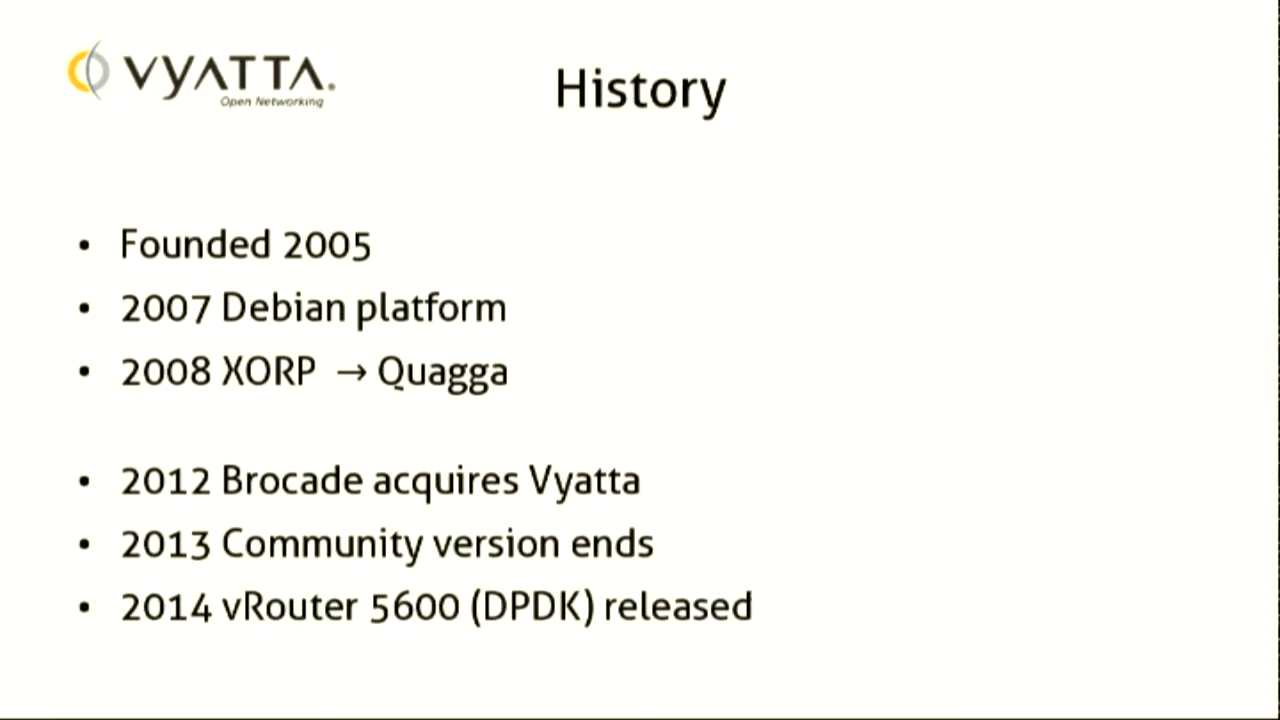 VYATTA.
Open Networking
History
• Founded 2005
• 2007 Debian platform
• 2008 XORP → Quagga
• 2012 Brocade acquires Vyatta
• 2013 Community version ends
• 2014 vRouter 5600 (DPDK) released